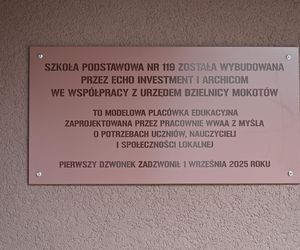 SZKOŁA PODSTAWOWA NR 119 ZOSTAŁA WYBUDOWANA
PRZEZ ECHO INVESTMENT I ARCHICOM
WE WSPÓŁPRACY Z URZĘDEM DZIELNICY MOKOTÓW
TO MODELOWA PLACÓWKA EDUKACYJNA
ZAPROJEKTOWANA PRZEZ PRACOWNIĘ WWAA Z MYŚLĄ
O POTRZEBACH UCZNIÓW, NAUCZYCIELI
I SPOŁECZNOŚCI LOKALNEJ
PIERWSZY DZWONEK ZADZWONIŁ 1 WRZEŚNIA 2025 ROKU